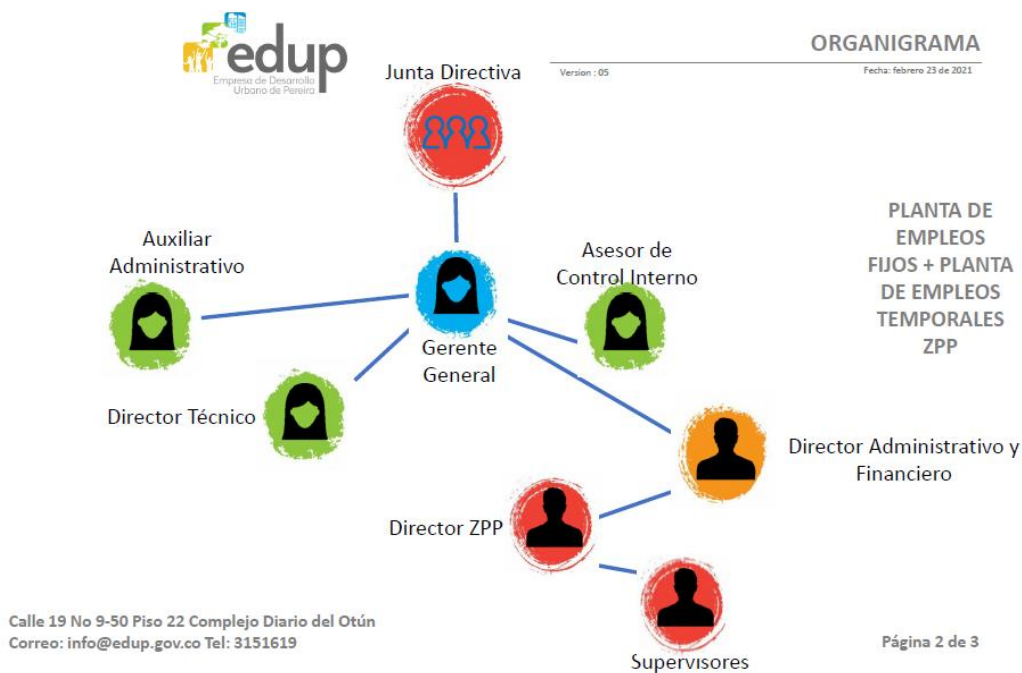 edup
Empresa de Desarrollo
Urbano de Pereira
ORGANIGRAMA
Version : 05
Fecha: febrero 23 de 2021
Junta Directiva
PLANTA DE
EMPLEOS
FIJOS + PLANTA
DE EMPLEOS
TEMPORALES
ZPP
Auxiliar
Administrativo
Asesor de
Control Interno
Gerente
General
Director Técnico
Director Administrativo y
Financiero
Director ZPP
Supervisores
Calle 19 No 9-50 Piso 22 Complejo Diario del Otún
Correo: info@edup.gov.co Tel: 3151619
Página 2 de 3